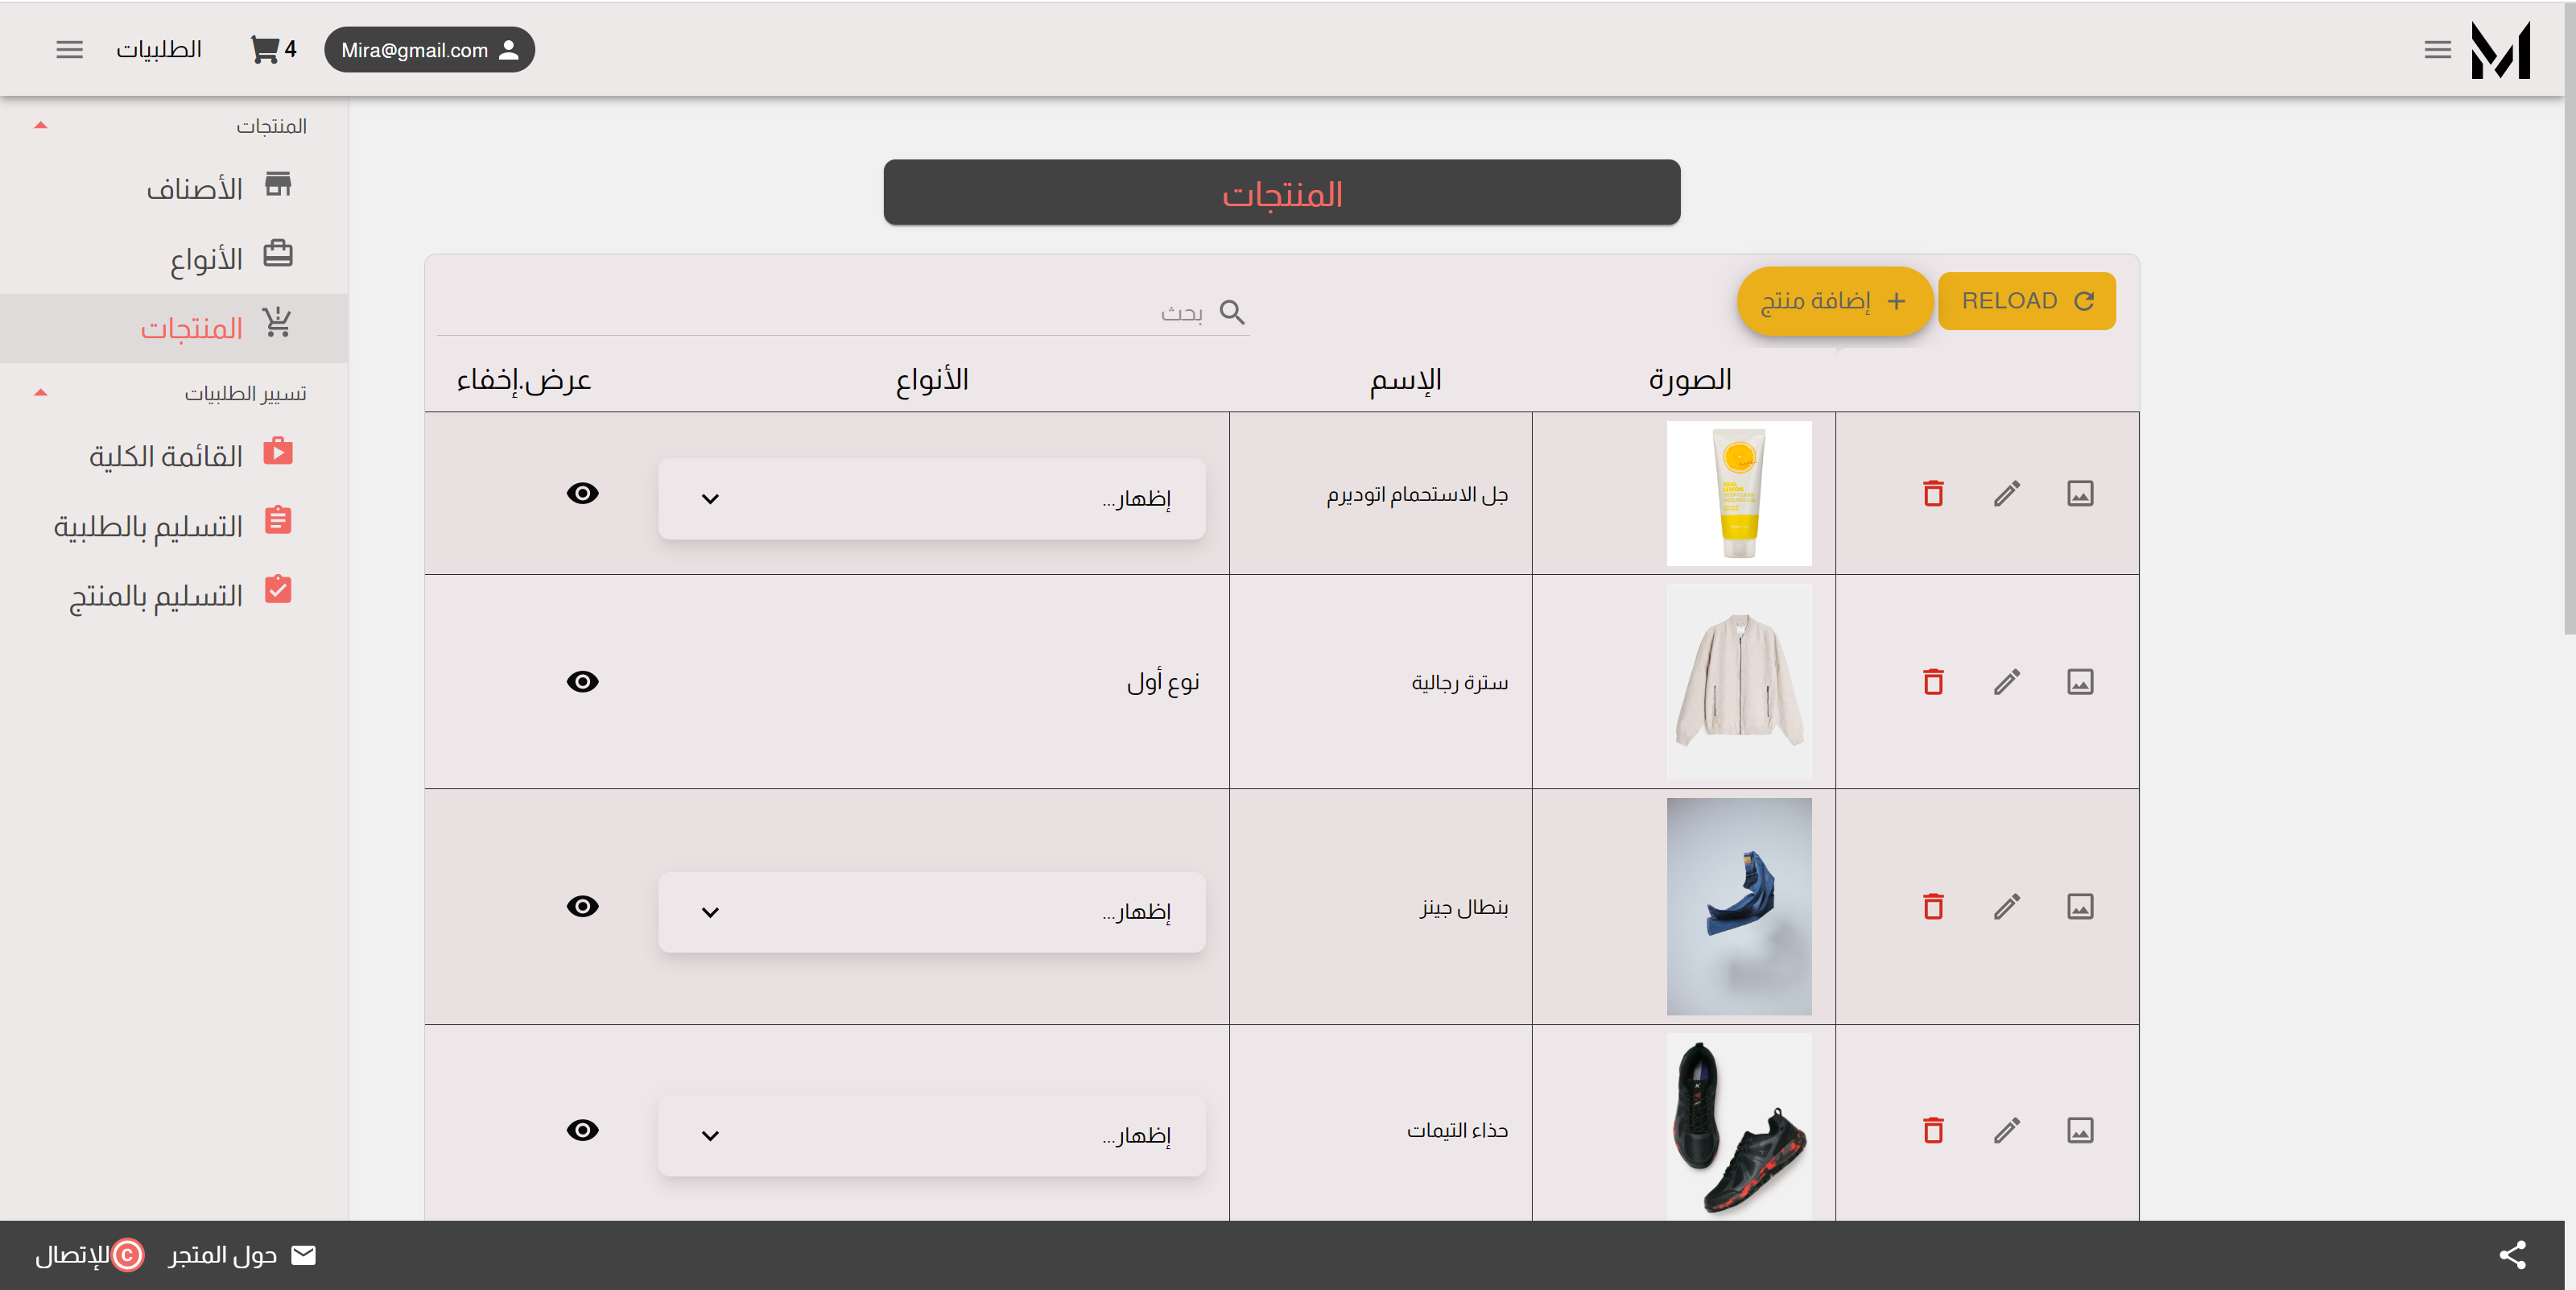 الطلبيات
4
Mira@gmail.com
المنتجات
الأصناف
الأنواع
المنتجات
تسيير الطلبيات
القائمة الكلية
التسليم بالطلبية
التسليم بالمنتج
المنتجات
RELOAD
إضافة منتج
بحث
الصورة
الإسم
الأنواع
عرض.إخفاء
جل الاستحمام اتوديرم
إظهار...
سترة رجالية
نوع أول
بنطال جينز
إظهار...
حذاء التيمات
إظهار...
حول المتجر
للإتصال